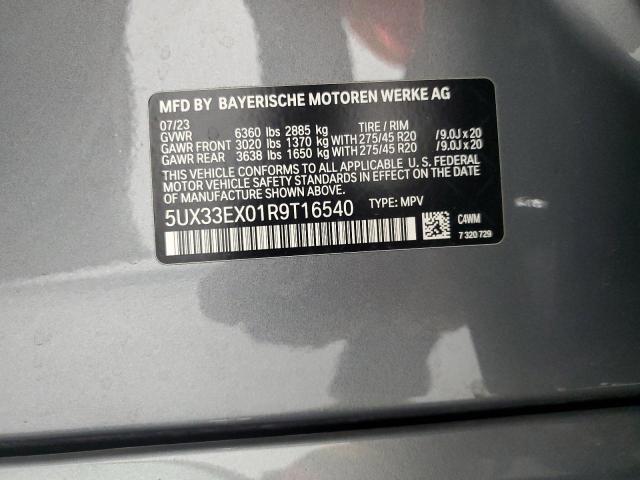 MFD BY BAYERISCHE MOTOREN WERKE AG
07/23
GVWR 6360 lbs 2885 kg TIRE / RIM
GAWR FRONT 3020 lbs 1370 kg WITH 275/45 R20 /9.0J x 20
GAWR REAR 3638 lbs 1650 kg WITH 275/45 R20 /9.0J x 20
THIS VEHICLE CONFORMS TO ALL APPLICABLE U.S. FEDERAL
MOTOR VEHICLE SAFETY STANDARDS IN EFFECT ON THE
DATE OF MANUFACTURE SHOWN ABOVE.
5UX33EX01R9T16540 TYPE: MPV
C4WM
7 320 729